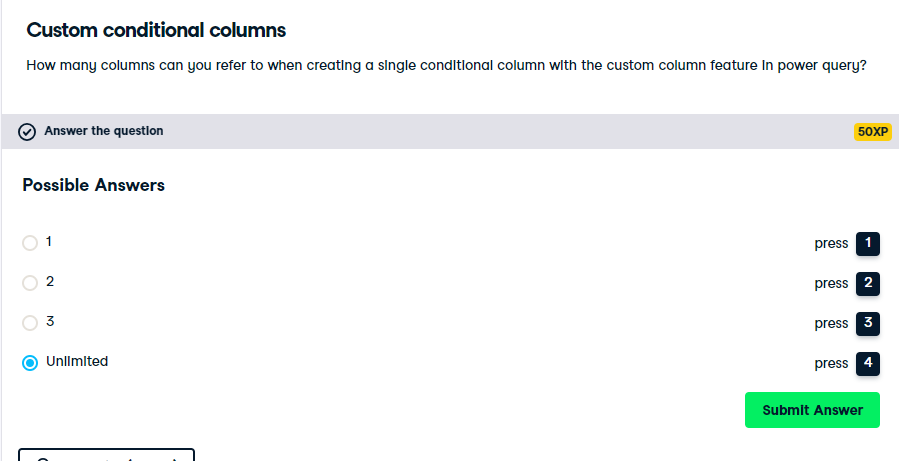 Custom conditional columns
How many columns can you refer to when creating a single conditional column with the custom column feature in power query?
Answer the question
50XP
Possible Answers
1
press 1
2
press 2
3
press 3
Unlimited
press 4
Submit Answer